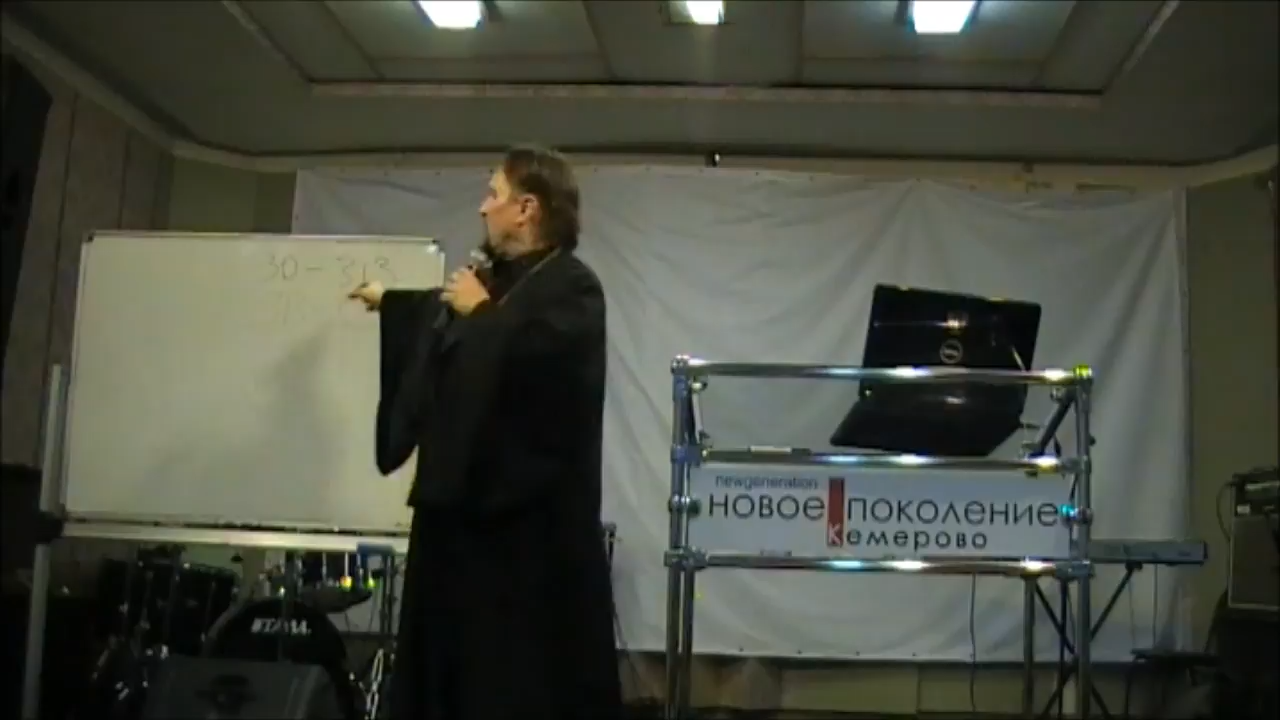 30 – 313
newgeneration
НОВОЕ ПОКОЛЕНИЕ
Кемерово
TAMA